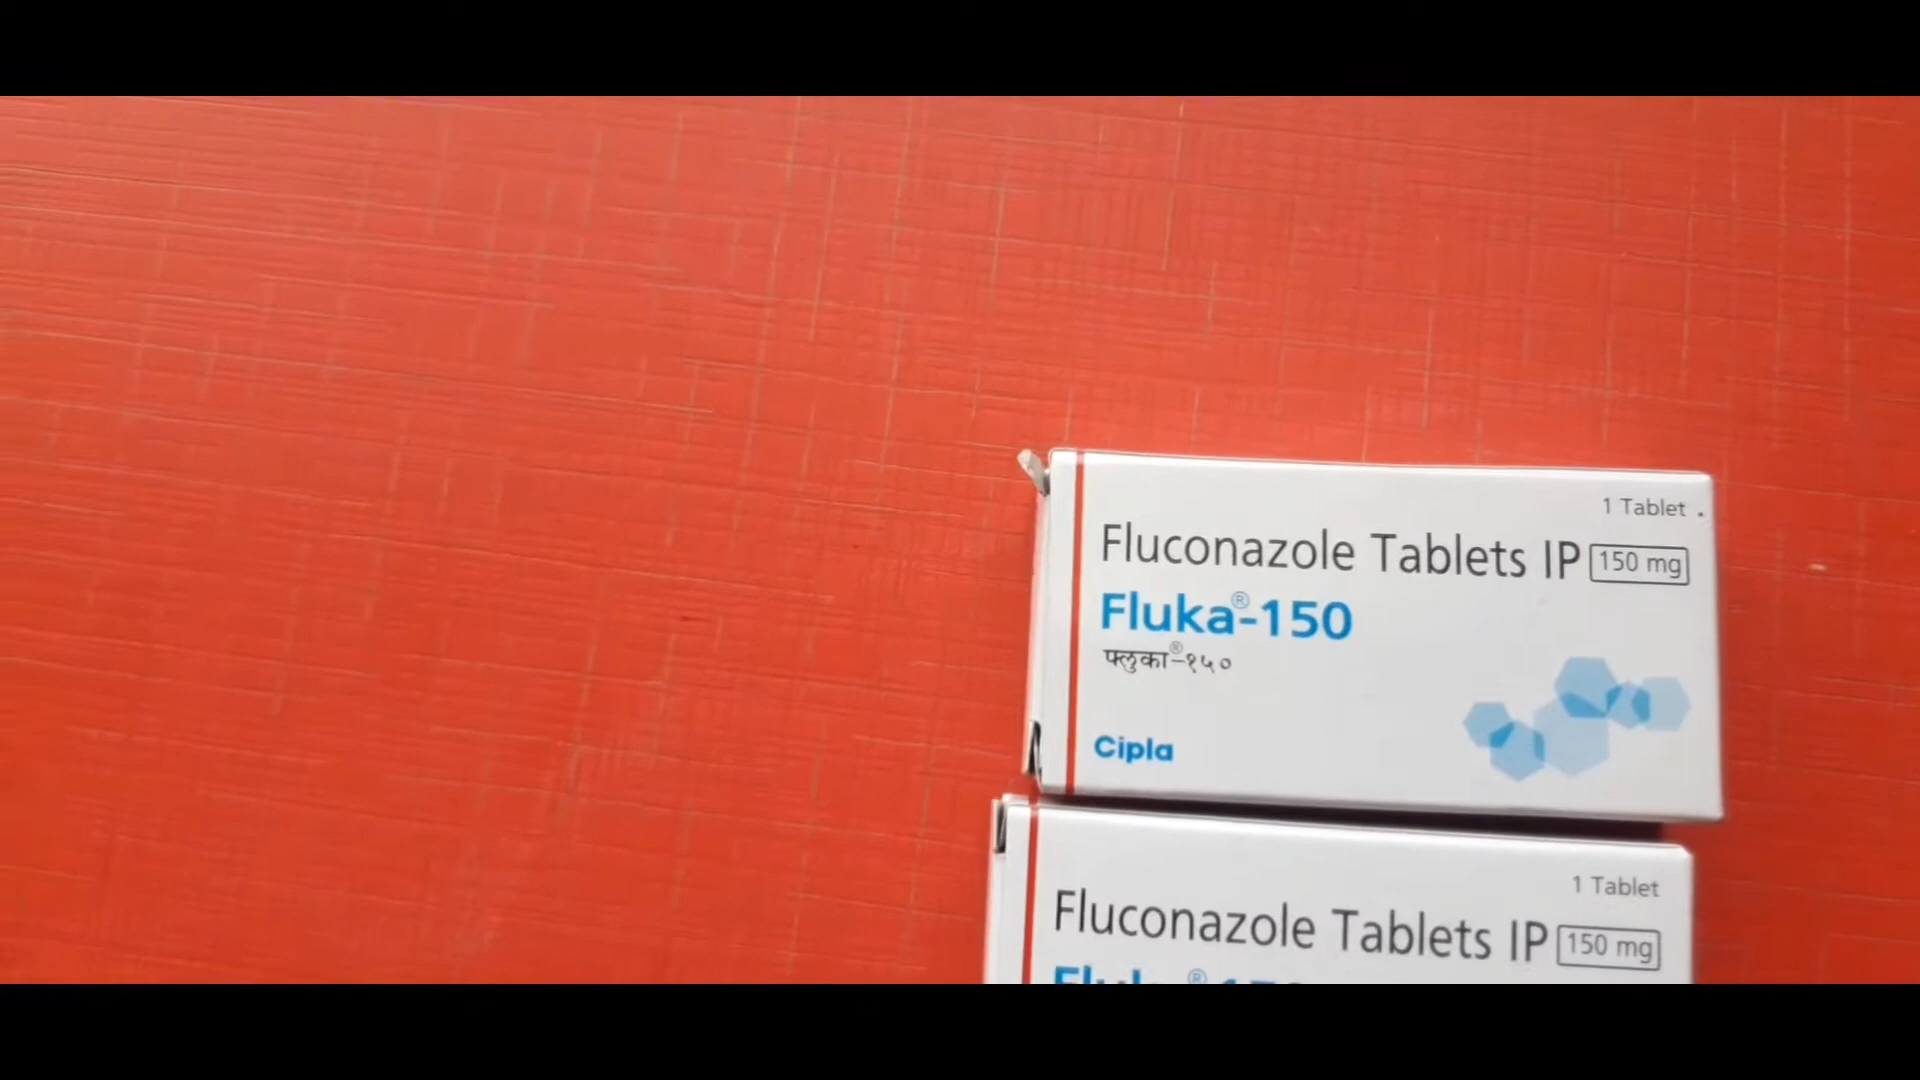 1 Tablet
Fluconazole Tablets IP 150 mg
Fluka®-150
फ्लुका®-१५०
Cipla
1 Tablet
Fluconazole Tablets IP 150 mg